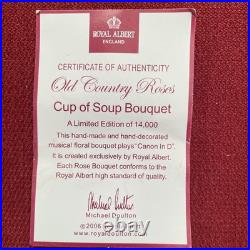 ROYAL ALBERT
ENGLAND
CERTIFICATE OF AUTHENTICITY
Old Country Roses
Cup of Soup Bouquet
A Limited Edition of 14,000
This hand-made and hand-decorated
musical floral bouquet plays "Canon In D".
It is created exclusively by Royal Albert.
Each Rose Bouquet conforms to the Royal
Albert high standard of quality.
Michael Doulton
Michael Doulton
© 2006
www.royaldoulton.com